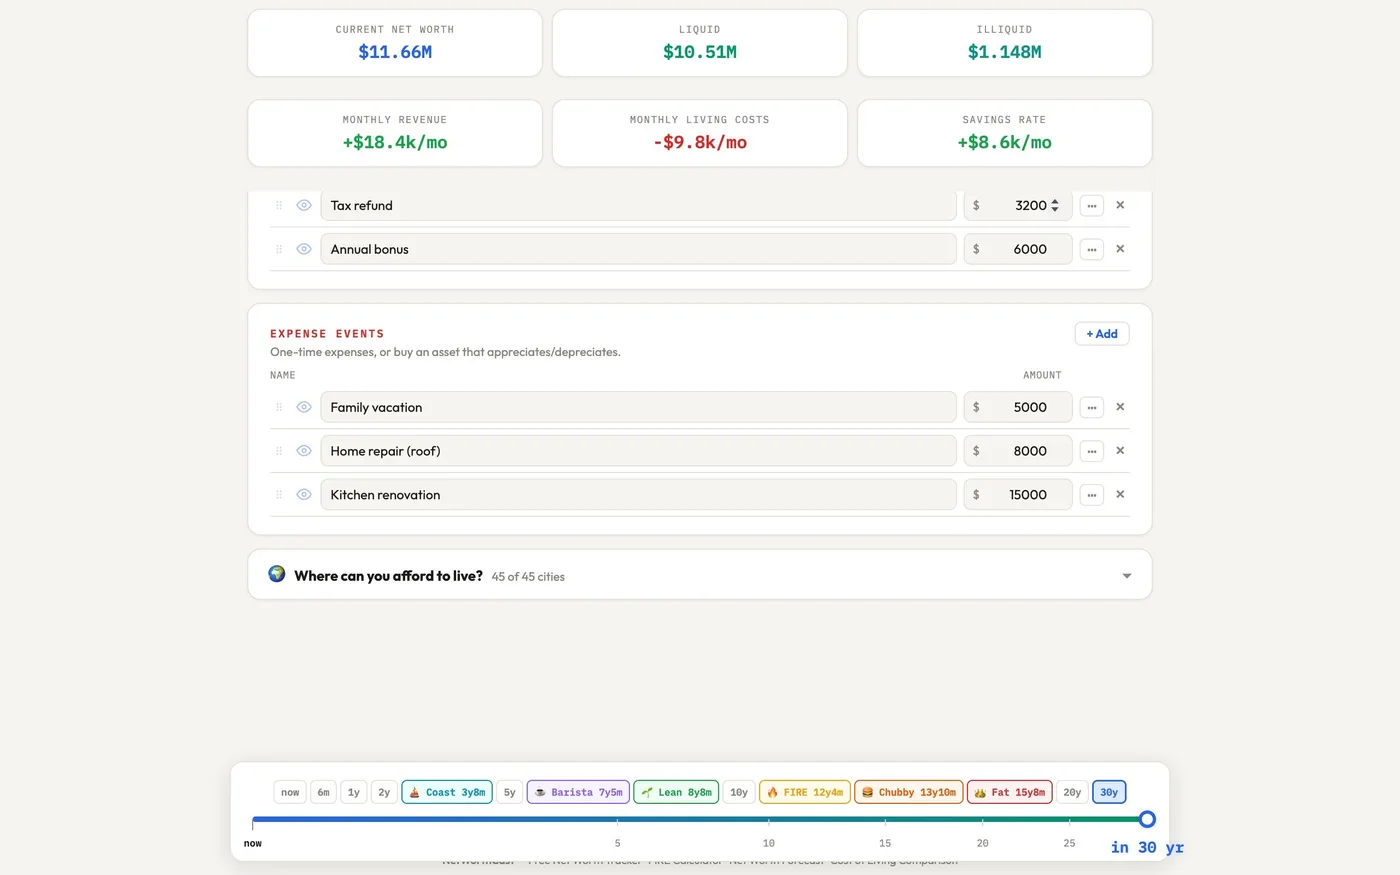 CURRENT NET WORTH
$11.66M
LIQUID
$10.51M
ILLIQUID
$1.148M
MONTHLY REVENUE
+$18.4k/mo
MONTHLY LIVING COSTS
-$9.8k/mo
SAVINGS RATE
+$8.6k/mo
Tax refund $ 3200 ... ×
Annual bonus $ 6000 ... ×
EXPENSE EVENTS
+ Add
One-time expenses, or buy an asset that appreciates/depreciates.
NAME AMOUNT
Family vacation $ 5000 ... ×
Home repair (roof) $ 8000 ... ×
Kitchen renovation $ 15000 ... ×
Where can you afford to live? 45 of 45 cities
now 6m 1y 2y Coast 3y8m 5y Barista 7y5m Lean 8y8m 10y FIRE 12y4m Chubby 13y10m Fat 15y8m 20y 30y
now 5 10 15 20 25 in 30 yr